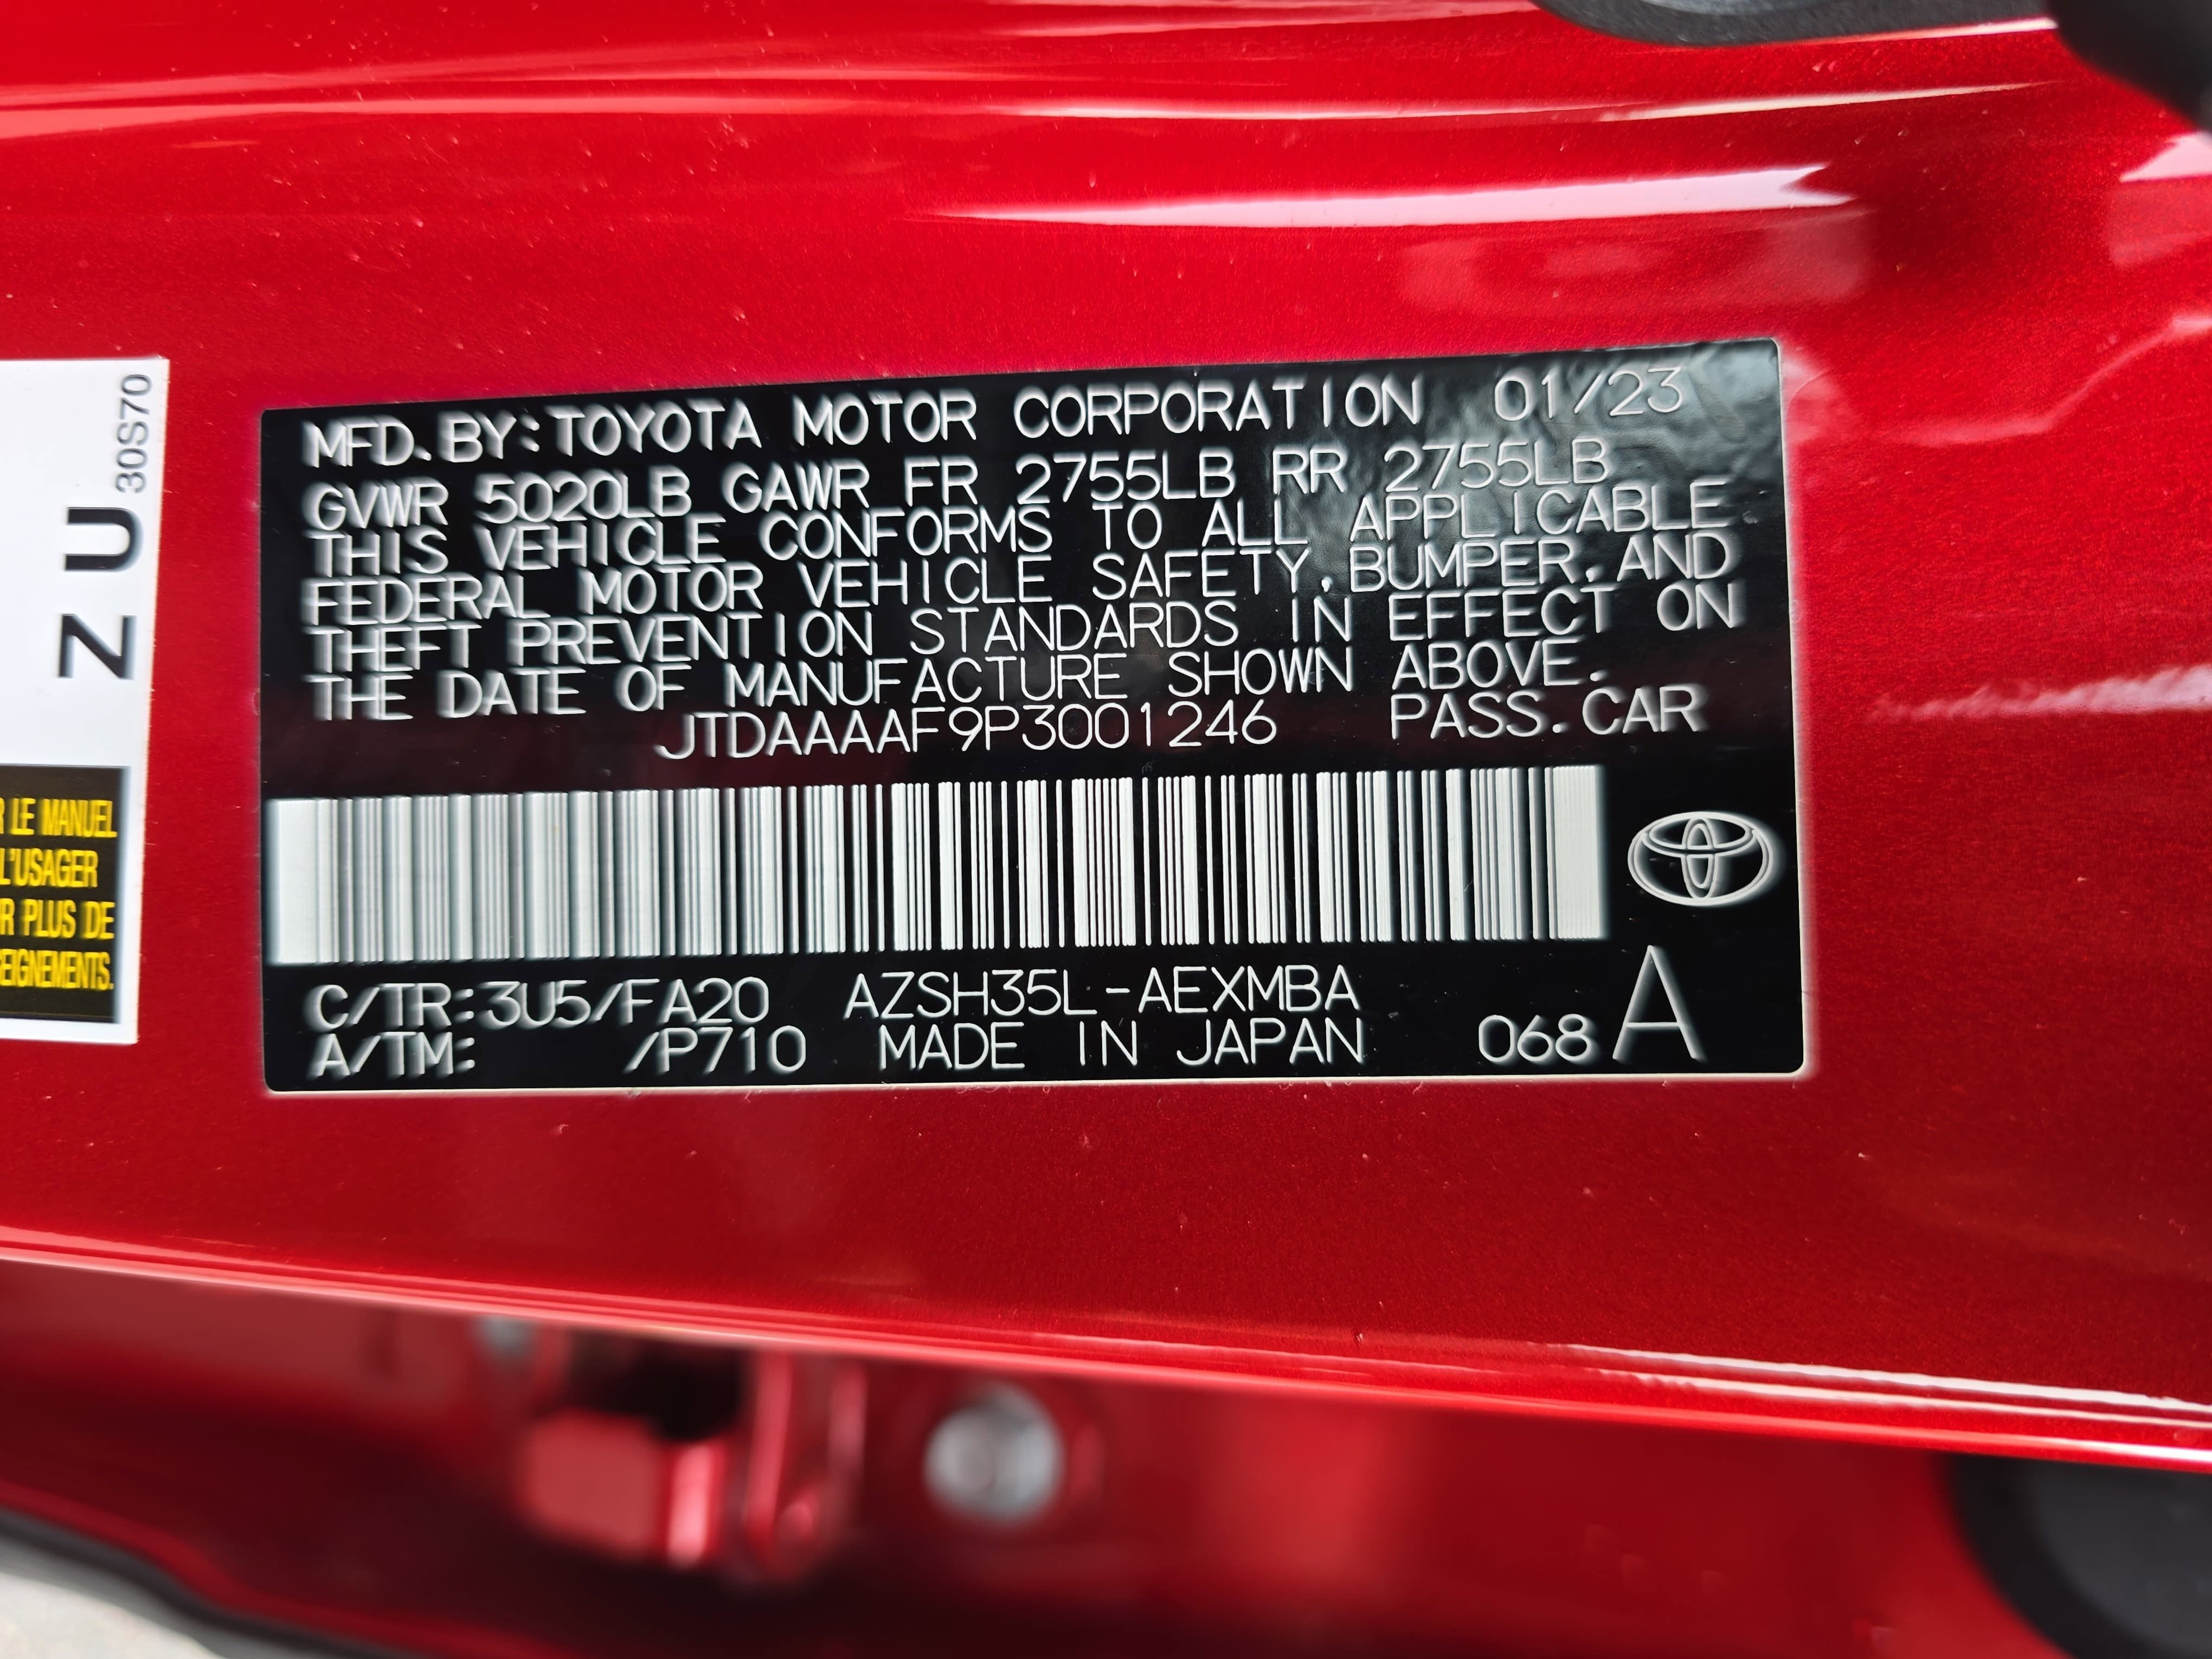 ZU
30S70
R LE MANUEL
L'USAGER
R PLUS DE
EIGNEMENTS.
MFD.BY:TOYOTA MOTOR CORPORATION 01/23
GVWR 5020LB GAWR FR 2755LB RR 2755LB
THIS VEHICLE CONFORMS TO ALL APPLICABLE
FEDERAL MOTOR VEHICLE SAFETY,BUMPER,AND
THEFT PREVENTION STANDARDS IN EFFECT ON
THE DATE OF MANUFACTURE SHOWN ABOVE.
JTDAAAAF9P3001246 PASS.CAR
C/TR:3U5/FA20 AZSH35L-AEXMBA
A/TM: /P710 MADE IN JAPAN 068 A